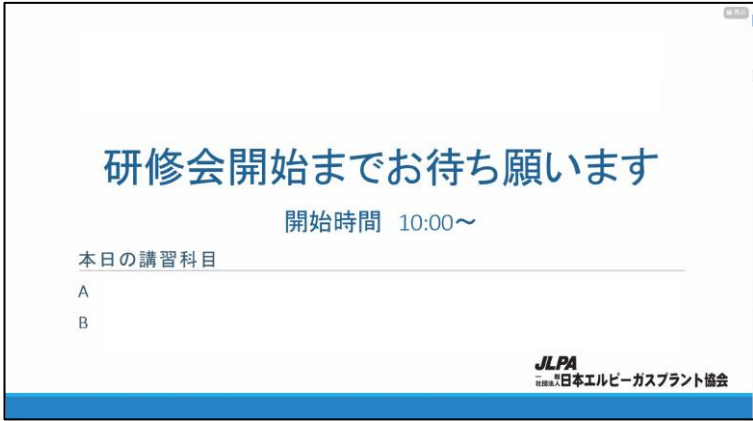 研修会開始までお待ち願います
開始時間 10:00～
本日の講習科目
A
B
JLPA
一般社団法人日本エルピーガスプラント協会